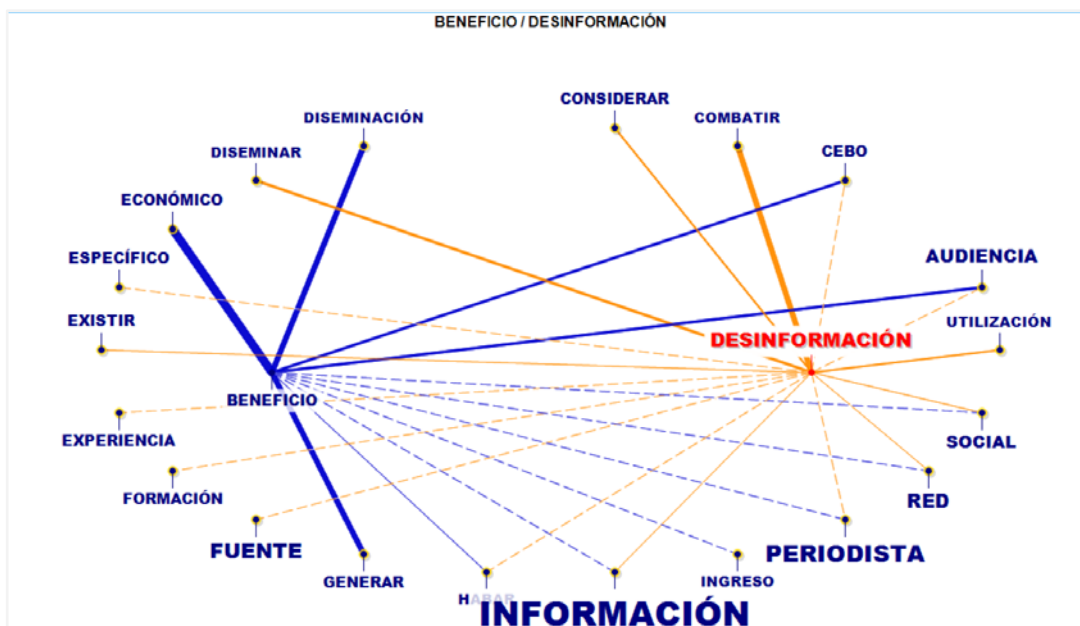 BENEFICIO / DESINFORMACIÓN
CONSIDERAR
DISEMINACIÓN
COMBATIR
DISEMINAR
CEBO
ECONÓMICO
ESPECÍFICO
AUDIENCIA
EXISTIR
UTILIZACIÓN
DESINFORMACIÓN
BENEFICIO
EXPERIENCIA
SOCIAL
FORMACIÓN
RED
FUENTE
PERIODISTA
GENERAR
INGRESO
HABAR
INFORMACIÓN